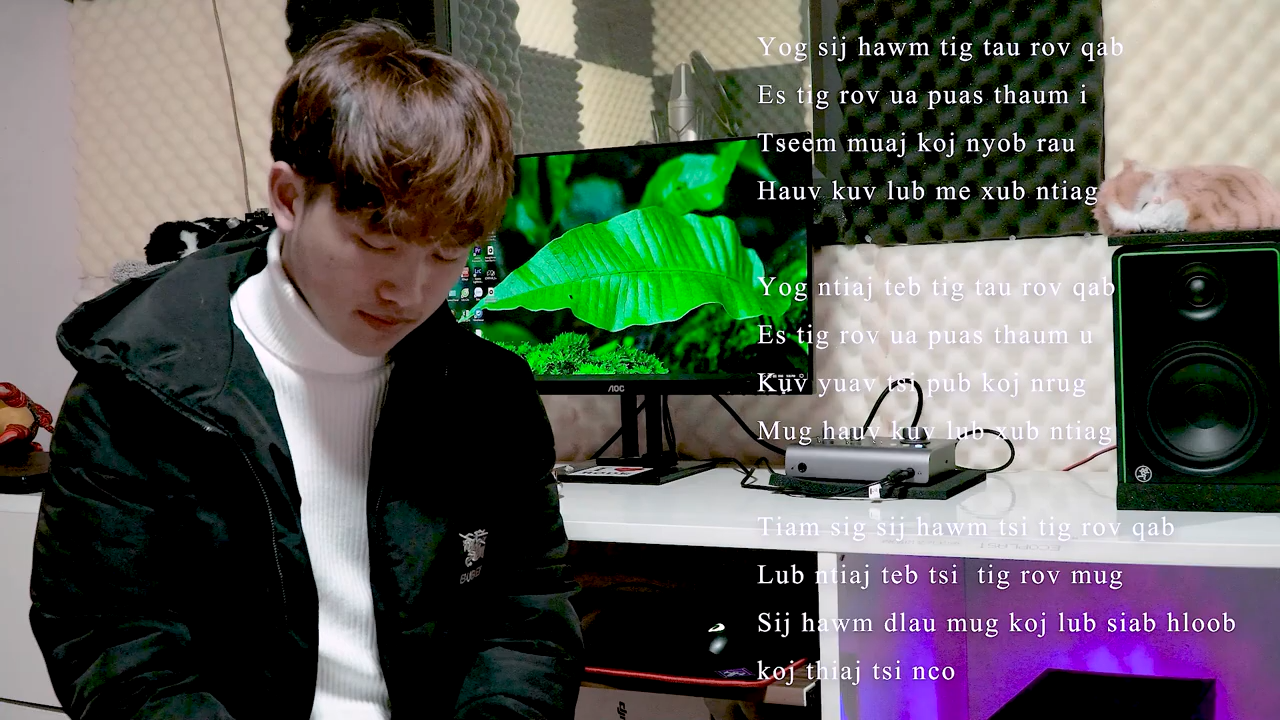 Yog sij hawm tig tau rov qab
Es tig rov ua puas thaum i
Tseem muaj koj nyob rau
Hauv kuv lub me xub ntiag
Yog ntiaj teb tig tau rov qab
Es tig rov ua puas thaum u
Kuv yuav tsi pub koj nrug
Mug hauv kuv lub xub ntiag
Tiam sig sij hawm tsi tig rov qab
Lub ntiaj teb tsi tig rov mug
Sij hawm dlau mug koj lub siab hloob
koj thiaj tsi nco
AOC